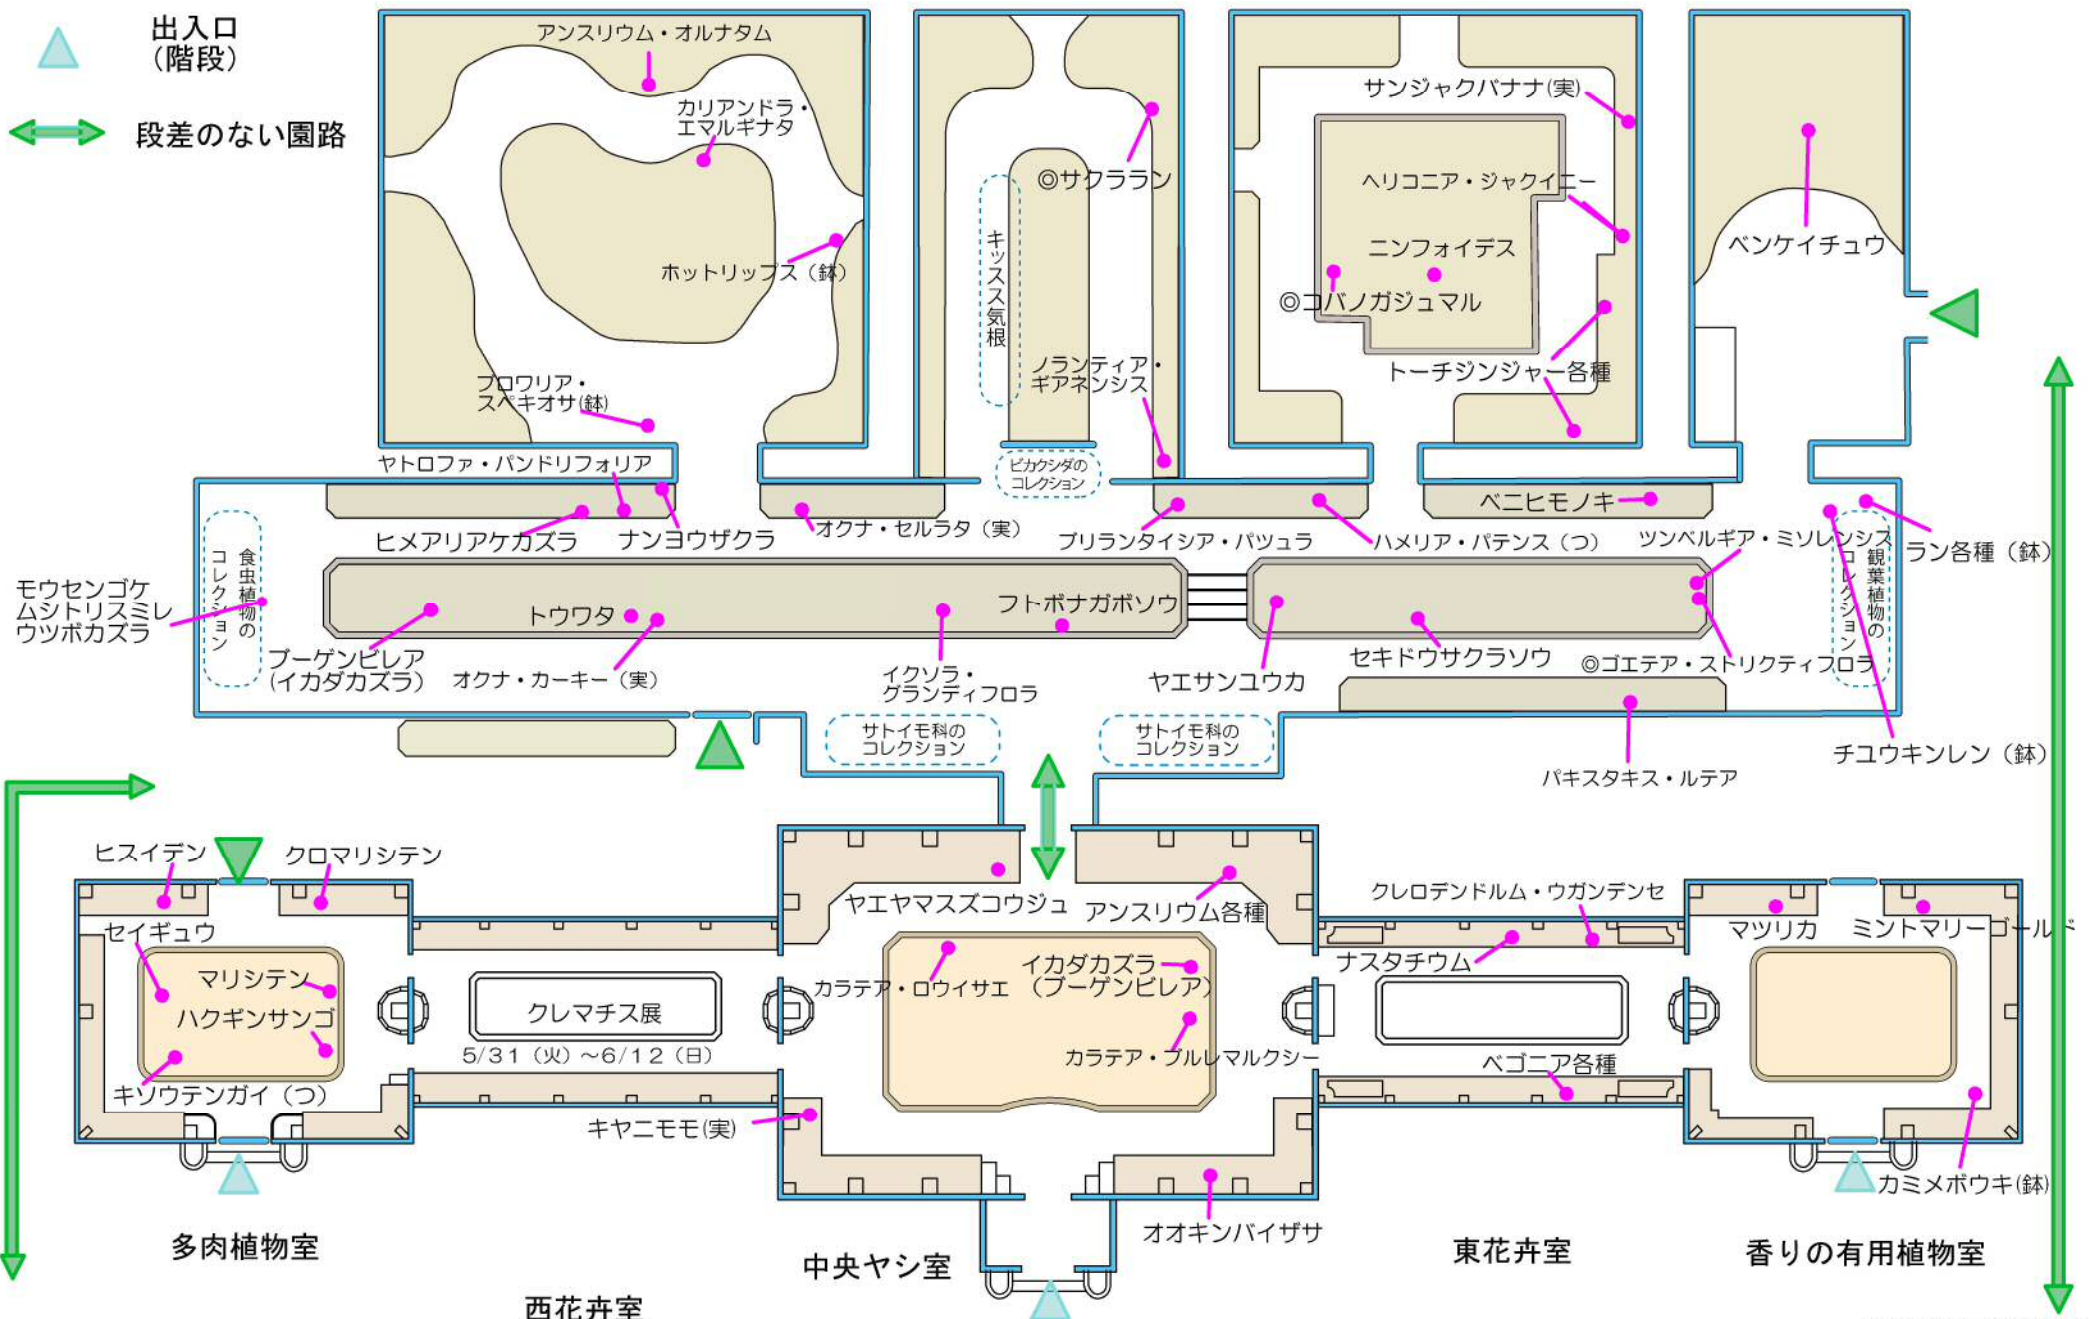 出入口
(階段)
段差のない園路
アンスリウム・オルナタム
カリアンドラ・
エマルギナタ
ホットリップス(鉢)
ブロワリア・
スペキオサ(鉢)
◎サクララン
キッスス気根
ノランティア・
ギアネンシス
ビカクシダの
コレクション
サンジャクバナナ(実)
ヘリコニア・ジャクイニー
ニンフォイデス
◎コバノガジュマル
トーチジンジャー各種
ベンケイチュウ
ヤトロファ・パンドリフォリア
ヒメアリアケカズラ
ナンヨウザクラ
オクナ・セルラタ(実)
ブリランタイシア・パツュラ
ハメリア・パテンス(つ)
ベニヒモノキ
ツンベルギア・ミソレンシス
ラン各種(鉢)
食虫植物の
コレクション
モウセンゴケ
ムシトリスミレ
ウツボカズラ
ブーゲンビレア
(イカダカズラ)
トウワタ
オクナ・カーキー(実)
イクソラ・
グランディフロラ
フトボナガボソウ
ヤエサンユウカ
セキドウサクラソウ
◎ゴエテア・ストリクティフロラ
観葉植物の
コレクション
サトイモ科の
コレクション
サトイモ科の
コレクション
パキスタキス・ルテア
チユウキンレン(鉢)
ヒスイデン
クロマリシテン
セイギュウ
マリシテン
ハクギンサンゴ
キソウテンガイ(つ)
クレマチス展
5/31(火)~6/12(日)
ヤエヤマスズコウジュ
アンスリウム各種
カラテア・ロウイサエ
イカダカズラ
(ブーゲンビレア)
カラテア・ブルレマルクシー
キヤニモモ(実)
オオキンバイザサ
クレロデンドルム・ウガンデンセ
ナスタチウム
ベゴニア各種
マツリカ
ミントマリーゴールド
カミメボウキ(鉢)
多肉植物室
西花卉室
中央ヤシ室
東花卉室
香りの有用植物室